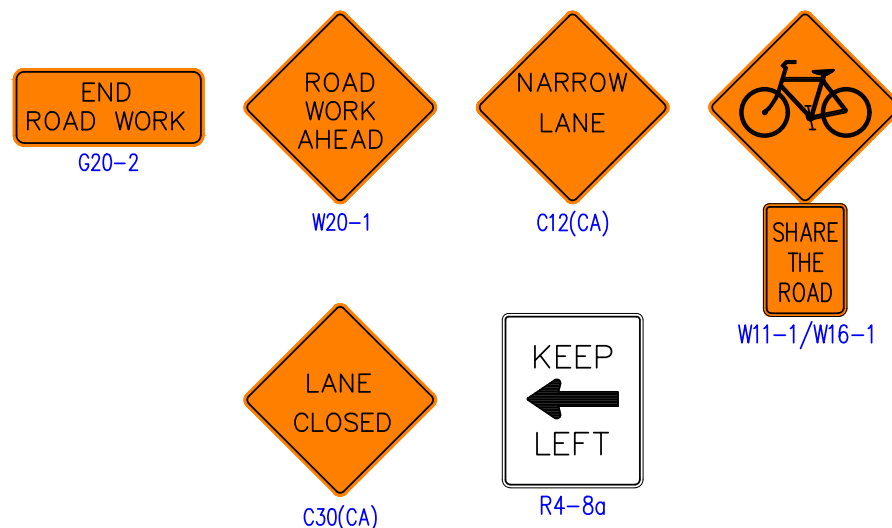 END
ROAD WORK
G20-2
ROAD
WORK
AHEAD
W20-1
NARROW
LANE
C12(CA)
SHARE
THE
ROAD
W11-1/W16-1
LANE
CLOSED
C30(CA)
KEEP
LEFT
R4-8a